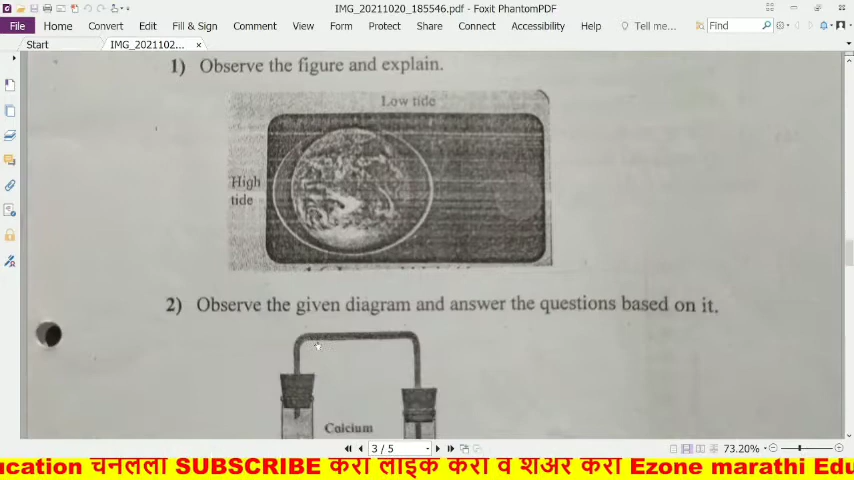 IMG_20211020_185546.pdf - Foxit PhantomPDF
File Home Convert Edit Fill & Sign Comment View Form Protect Share Connect Accessibility Help Tell me... Find
Start IMG_2021102... ×
1) Observe the figure and explain.
Low tide
High
tide
2) Observe the given diagram and answer the questions based on it.
Calcium
3 / 5 73.20%
ucation चॅनलला SUBSCRIBE करा लाइक करा व शेअर करा Ezone marathi Edu